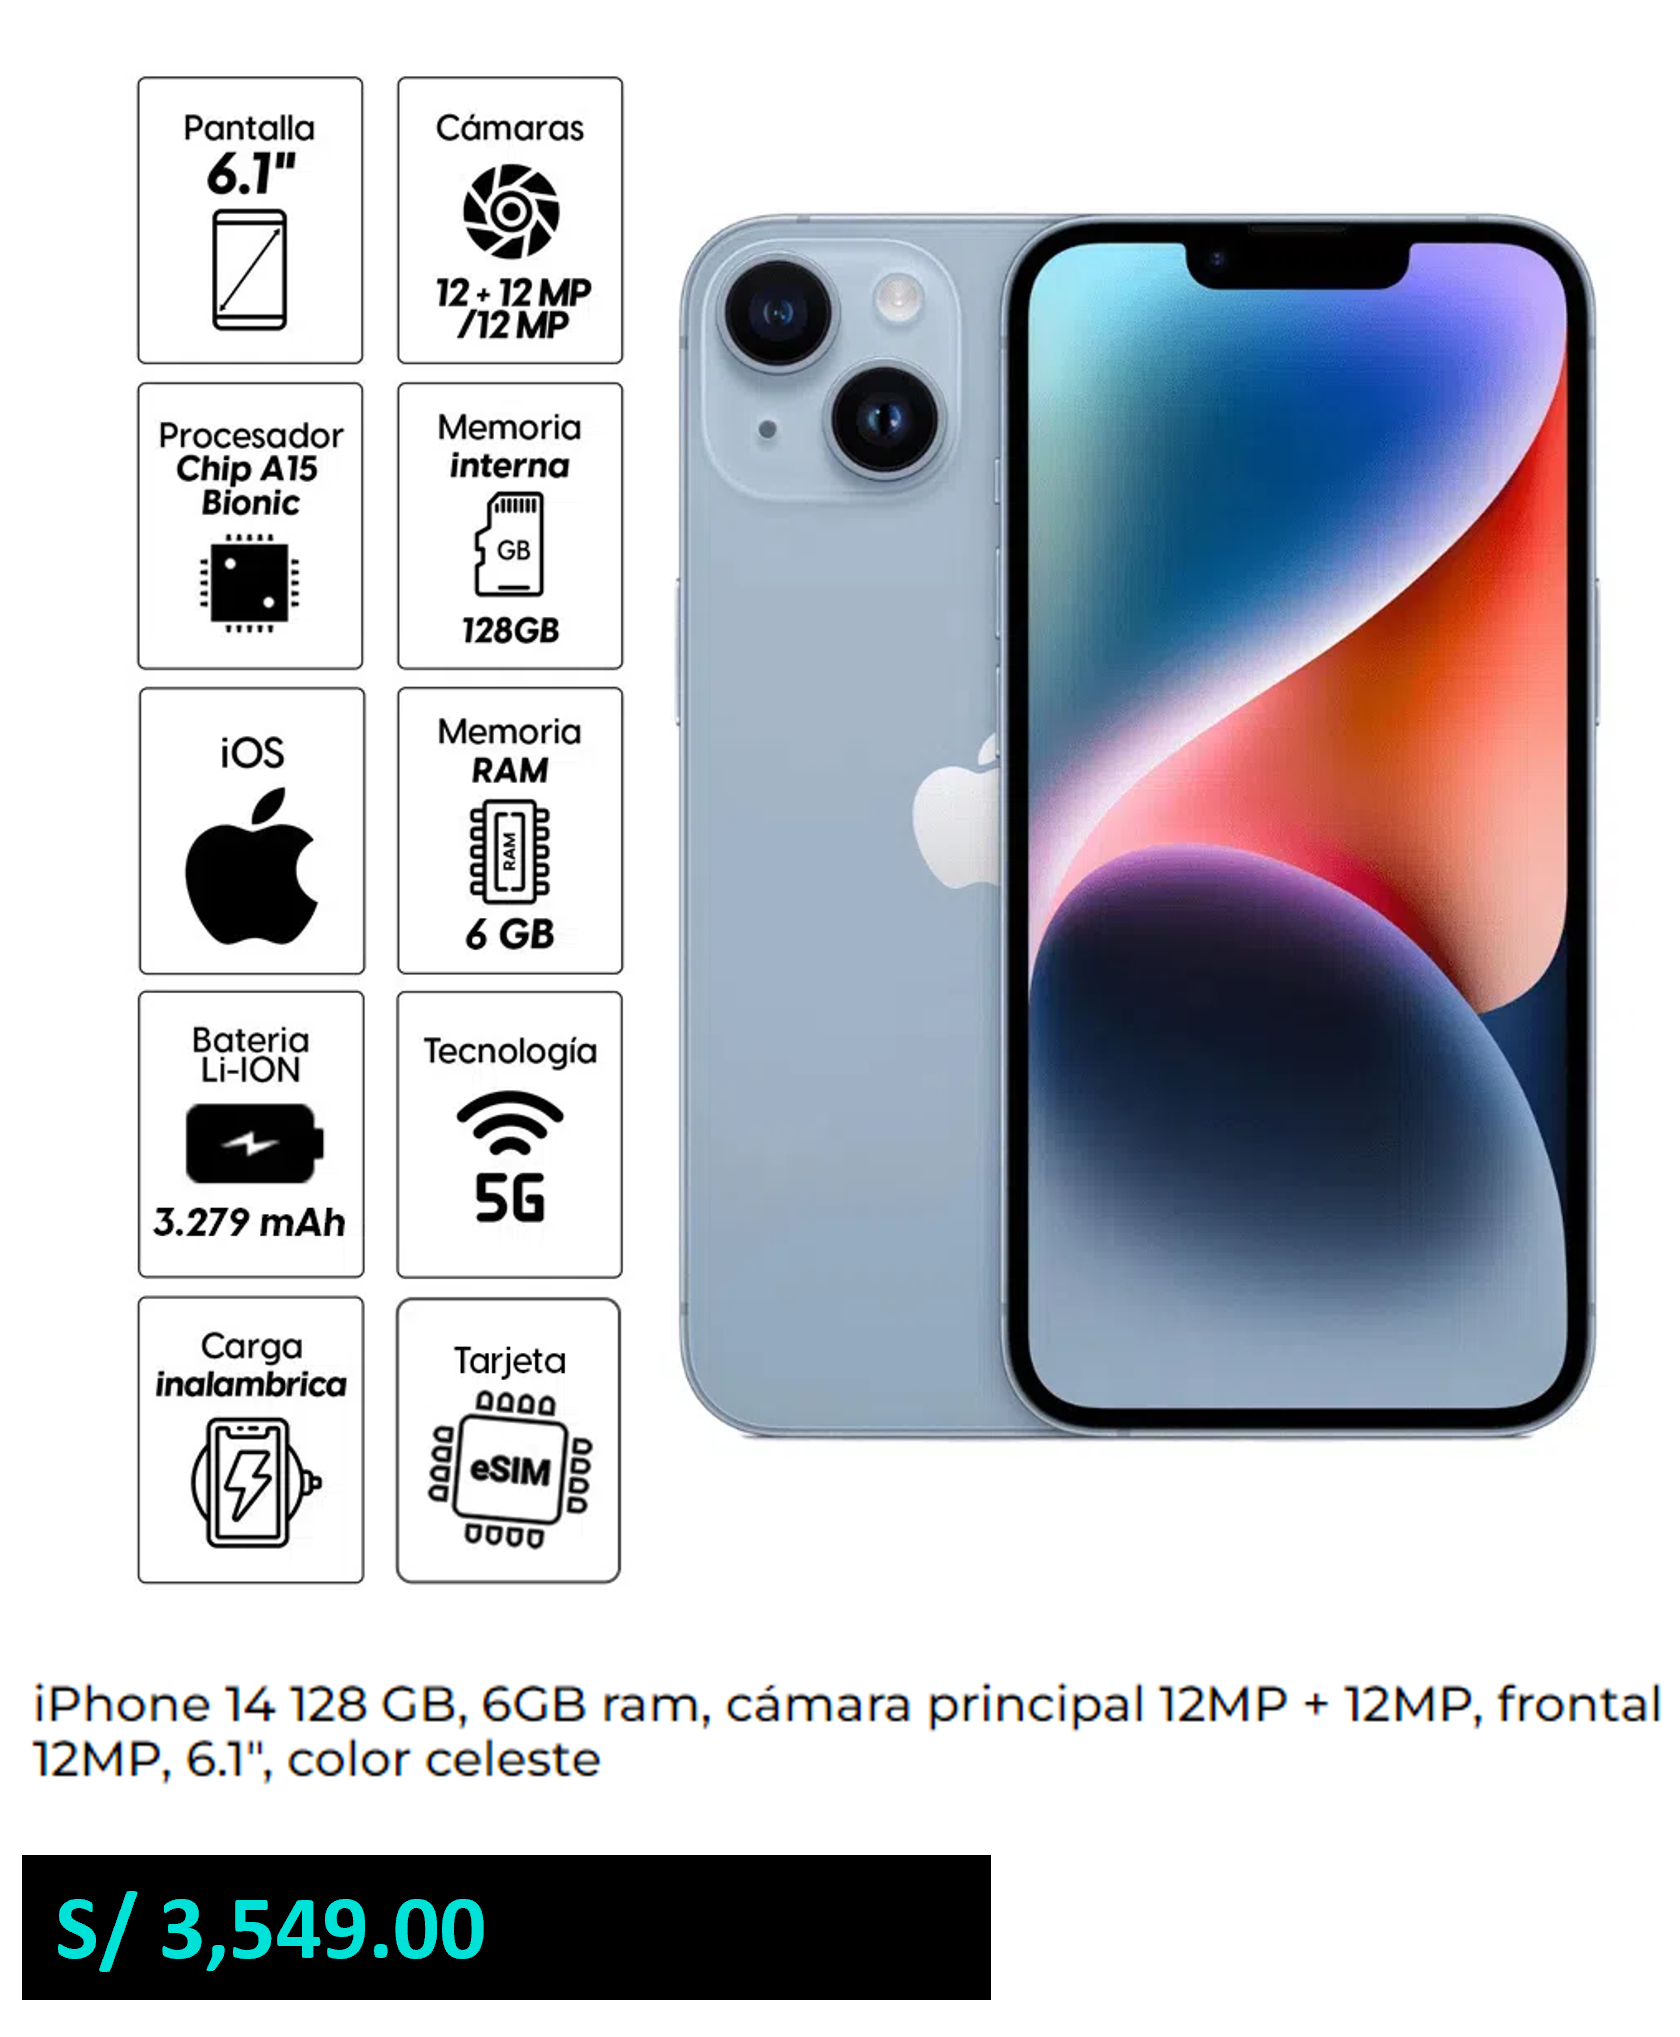 Pantalla
6.1"
Cámaras
12 + 12 MP
/12 MP
Procesador
Chip A15
Bionic
Memoria
interna
GB
128GB
iOS
Memoria
RAM
RAM
6 GB
Bateria
Li-ION
3.279 mAh
Tecnología
5G
Carga
inalambrica
Tarjeta
eSIM
iPhone 14 128 GB, 6GB ram, cámara principal 12MP + 12MP, frontal
12MP, 6.1", color celeste
S/ 3,549.00